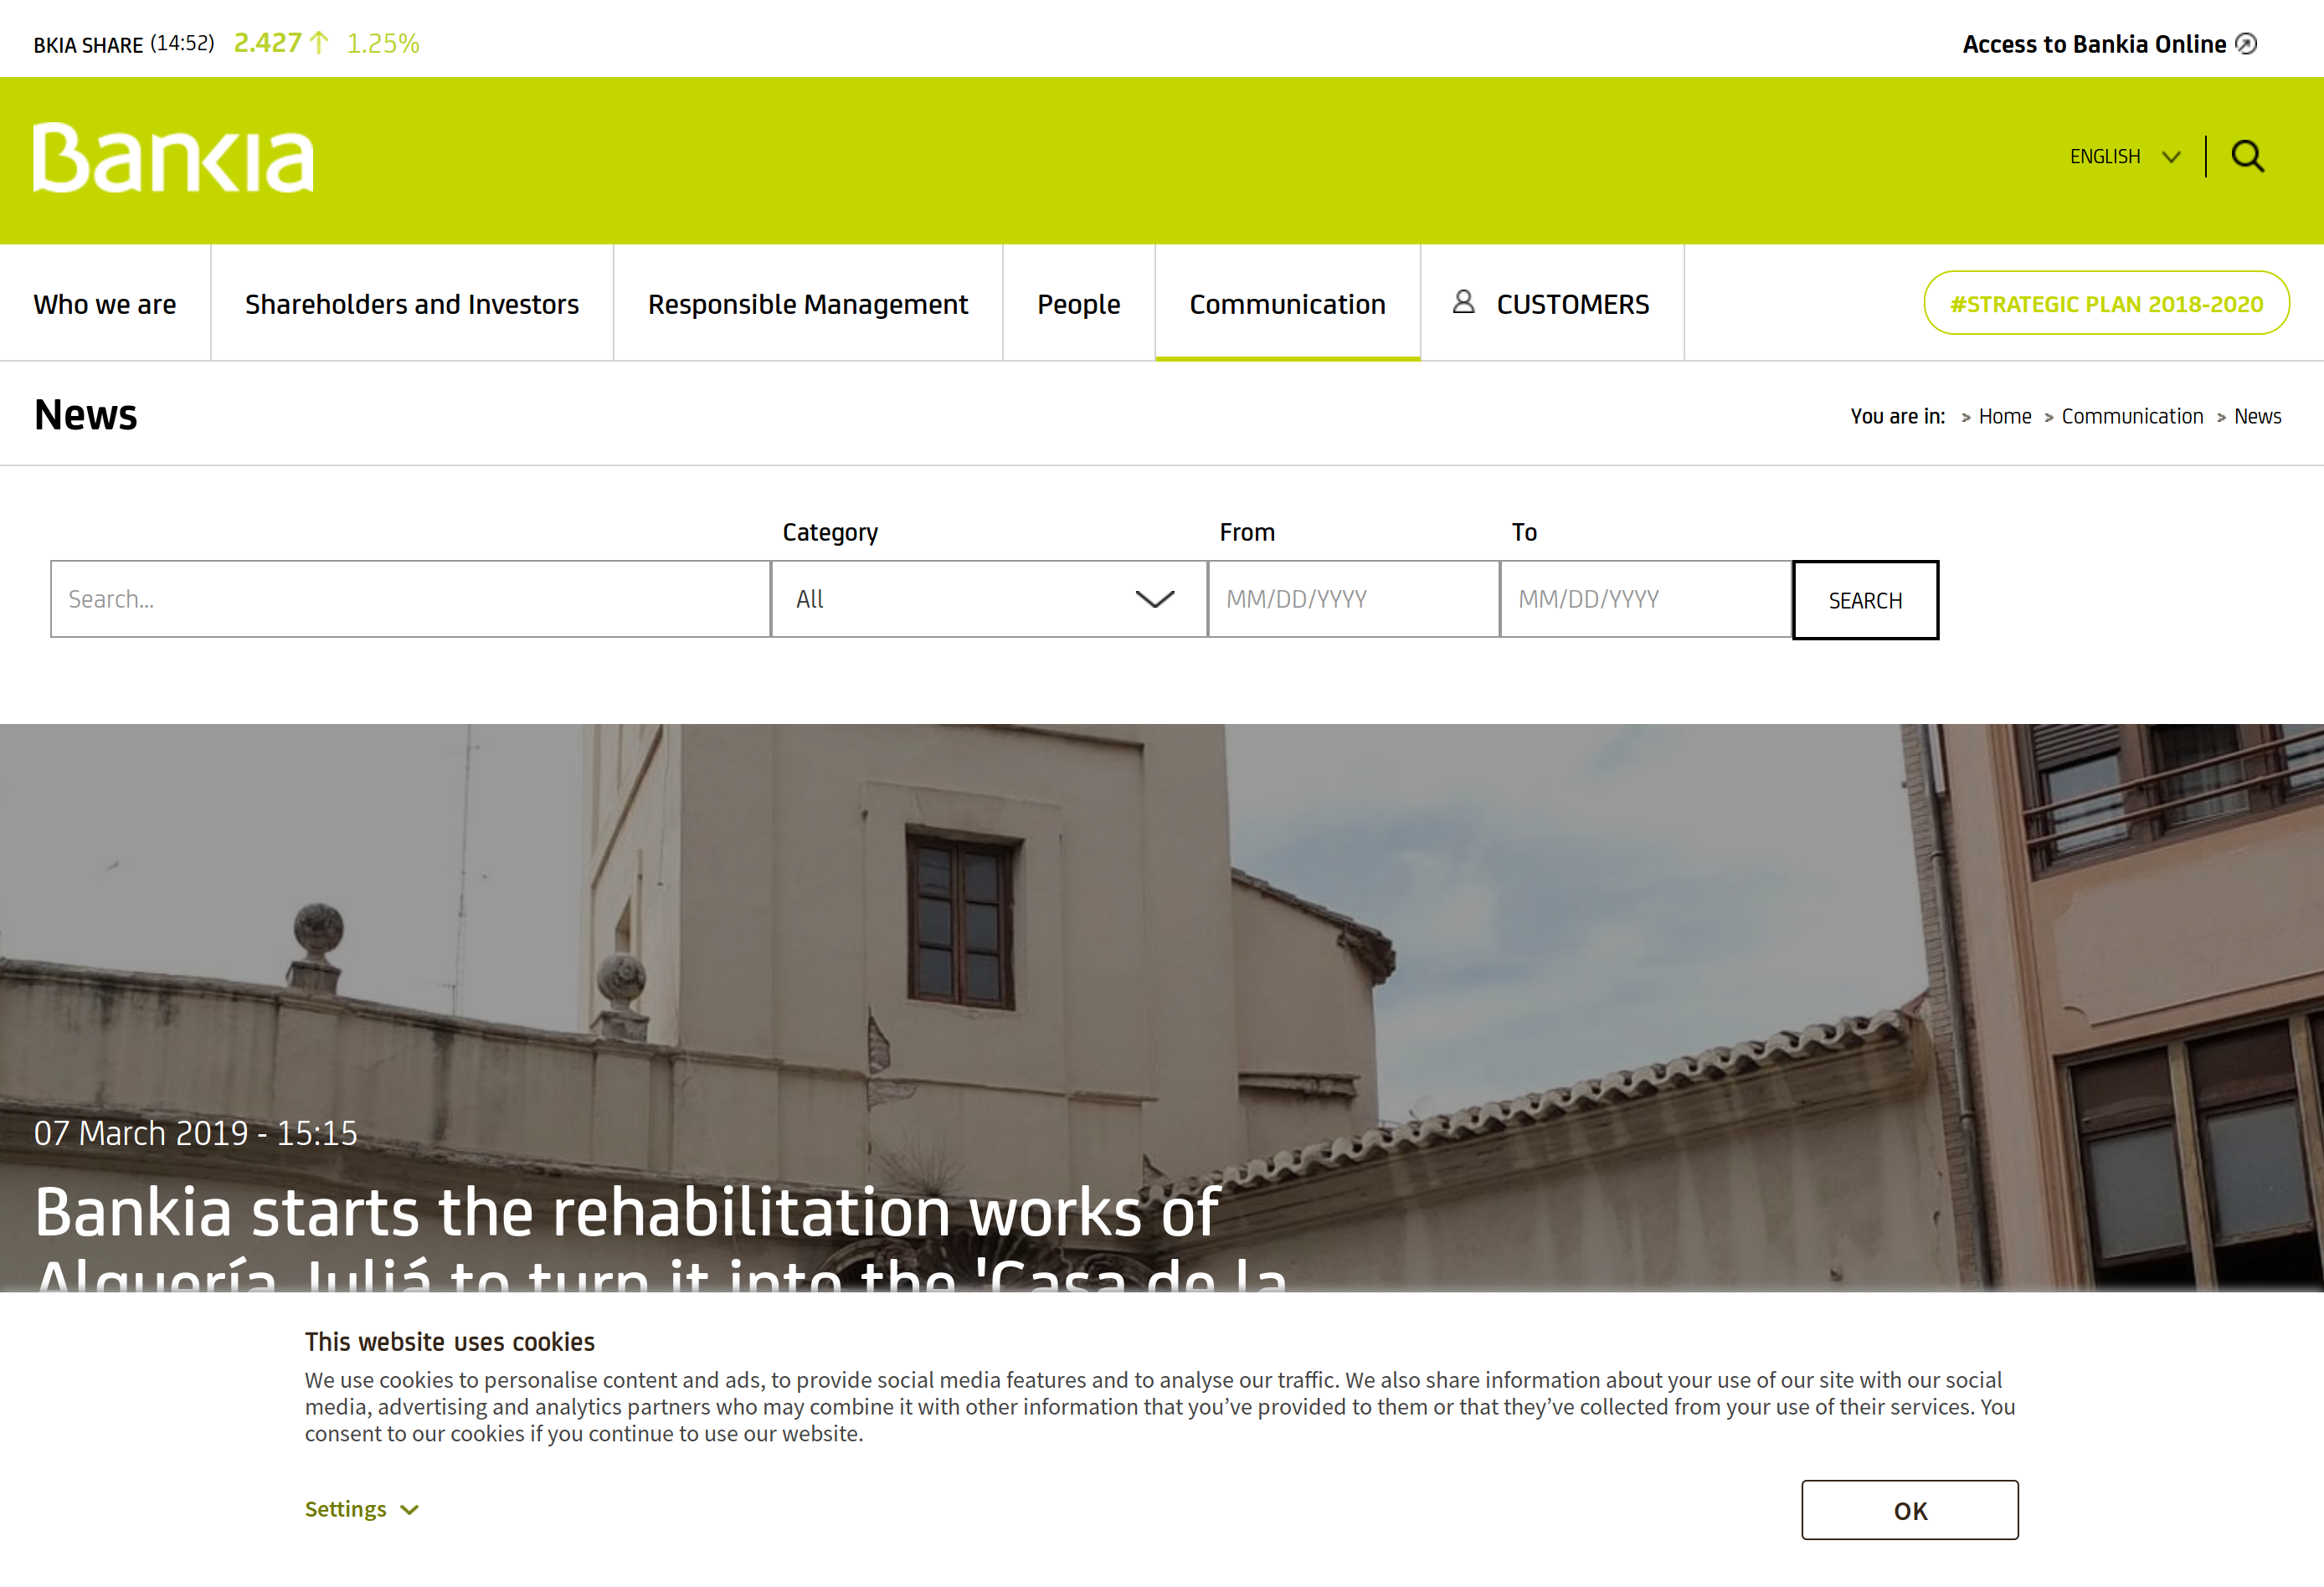 BKIA SHARE (14:52) 2.427 1.25% Access to Bankia Online
Bankia
ENGLISH
Who we are Shareholders and Investors Responsible Management People Communication CUSTOMERS #STRATEGIC PLAN 2018-2020
News
You are in: > Home > Communication > News
Category From To
Search... All MM/DD/YYYY MM/DD/YYYY SEARCH
07 March 2019 - 15:15
Bankia starts the rehabilitation works of
Alquería Juliá to turn it into the 'Casa de la
This website uses cookies
We use cookies to personalise content and ads, to provide social media features and to analyse our traffic. We also share information about your use of our site with our social
media, advertising and analytics partners who may combine it with other information that you’ve provided to them or that they’ve collected from your use of their services. You
consent to our cookies if you continue to use our website.
Settings
OK